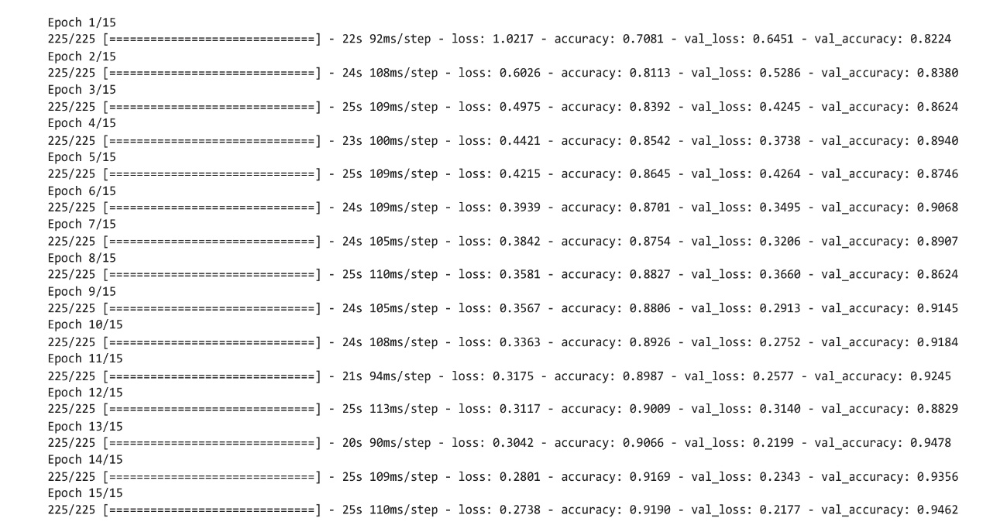 Epoch 1/15
225/225 [==============================] - 22s 92ms/step - loss: 1.0217 - accuracy: 0.7081 - val_loss: 0.6451 - val_accuracy: 0.8224
Epoch 2/15
225/225 [==============================] - 24s 108ms/step - loss: 0.6026 - accuracy: 0.8113 - val_loss: 0.5286 - val_accuracy: 0.8380
Epoch 3/15
225/225 [==============================] - 25s 109ms/step - loss: 0.4975 - accuracy: 0.8392 - val_loss: 0.4245 - val_accuracy: 0.8624
Epoch 4/15
225/225 [==============================] - 23s 100ms/step - loss: 0.4421 - accuracy: 0.8542 - val_loss: 0.3738 - val_accuracy: 0.8940
Epoch 5/15
225/225 [==============================] - 25s 109ms/step - loss: 0.4215 - accuracy: 0.8645 - val_loss: 0.4264 - val_accuracy: 0.8746
Epoch 6/15
225/225 [==============================] - 24s 109ms/step - loss: 0.3939 - accuracy: 0.8701 - val_loss: 0.3495 - val_accuracy: 0.9068
Epoch 7/15
225/225 [==============================] - 24s 105ms/step - loss: 0.3842 - accuracy: 0.8754 - val_loss: 0.3206 - val_accuracy: 0.8907
Epoch 8/15
225/225 [==============================] - 25s 110ms/step - loss: 0.3581 - accuracy: 0.8827 - val_loss: 0.3660 - val_accuracy: 0.8624
Epoch 9/15
225/225 [==============================] - 24s 105ms/step - loss: 0.3567 - accuracy: 0.8806 - val_loss: 0.2913 - val_accuracy: 0.9145
Epoch 10/15
225/225 [==============================] - 24s 108ms/step - loss: 0.3363 - accuracy: 0.8926 - val_loss: 0.2752 - val_accuracy: 0.9184
Epoch 11/15
225/225 [==============================] - 21s 94ms/step - loss: 0.3175 - accuracy: 0.8987 - val_loss: 0.2577 - val_accuracy: 0.9245
Epoch 12/15
225/225 [==============================] - 25s 113ms/step - loss: 0.3117 - accuracy: 0.9009 - val_loss: 0.3140 - val_accuracy: 0.8829
Epoch 13/15
225/225 [==============================] - 20s 90ms/step - loss: 0.3042 - accuracy: 0.9066 - val_loss: 0.2199 - val_accuracy: 0.9478
Epoch 14/15
225/225 [==============================] - 25s 109ms/step - loss: 0.2801 - accuracy: 0.9169 - val_loss: 0.2343 - val_accuracy: 0.9356
Epoch 15/15
225/225 [==============================] - 25s 110ms/step - loss: 0.2738 - accuracy: 0.9190 - val_loss: 0.2177 - val_accuracy: 0.9462